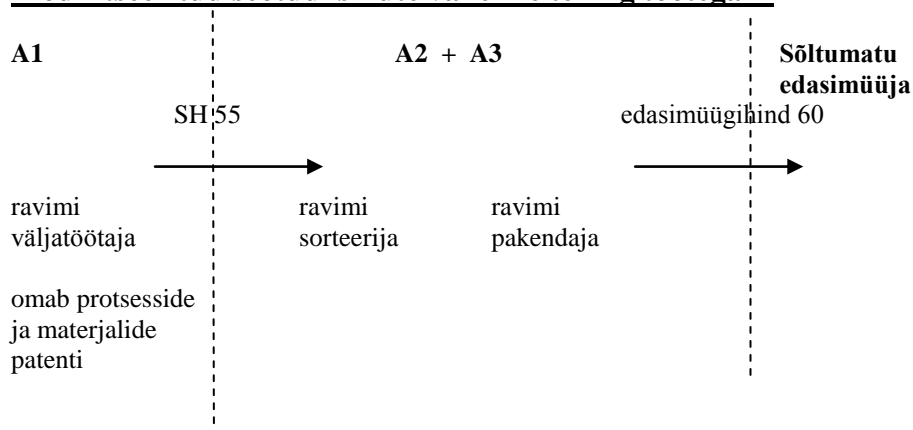 A1
A2 + A3
Sõltumatu
edasimüüja
SH 55
edasimüügihind 60
ravimi
väljatöötaja
ravimi
sorteerija
ravimi
pakendaja
omab protsesside
ja materjalide
patenti